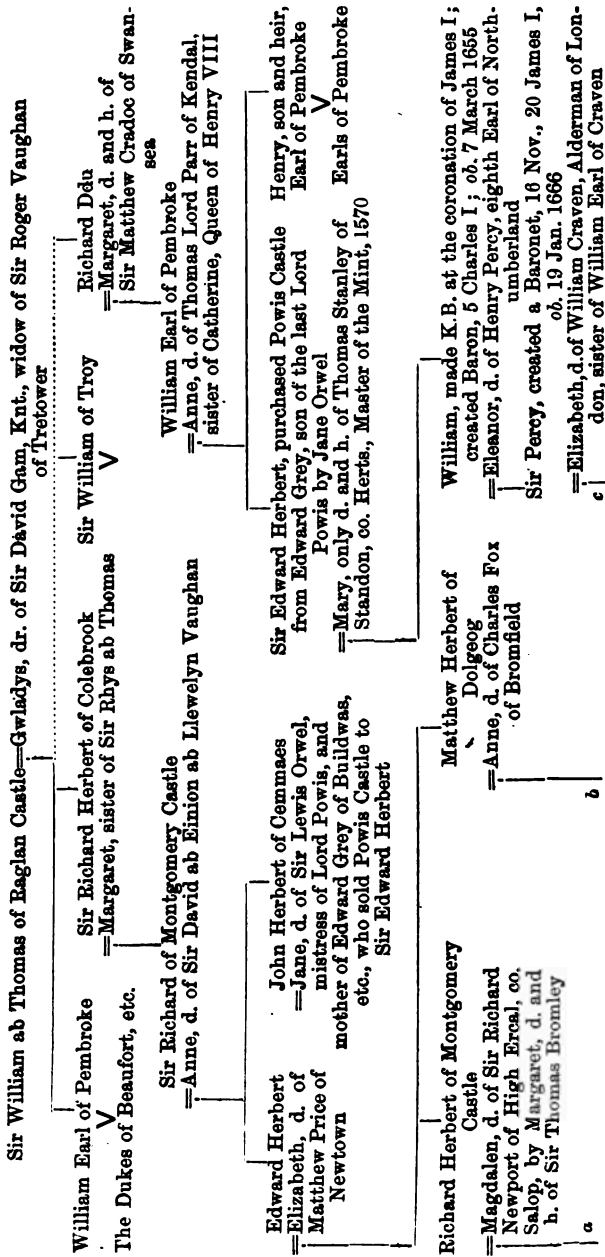 Sir William ab Thomas of Raglan Castle=Gwladys, dr. of Sir David Gam, Knt., widow of Sir Roger Vaughan
of Tretower
William Earl of Pembroke
V
The Dukes of Beaufort, etc.
Sir Richard Herbert of Colebrook
=Margaret, sister of Sir Rhys ab Thomas
Sir William of Troy
V
Richard Ddu
=Margaret, d. and h. of
Sir Matthew Cradoc of Swan-
sea
Sir Richard of Montgomery Castle
=Anne, d. of Sir David ab Einion ab Llewelyn Vaughan
William Earl of Pembroke
=Anne, d. of Thomas Lord Parr of Kendal,
sister of Catherine, Queen of Henry VIII
Edward Herbert
=Elizabeth, d. of
Matthew Price of
Newtown
John Herbert of Cemmaes
=Jane, d. of Sir Lewis Orwel,
mistress of Lord Powis, and
mother of Edward Grey of Buildwas,
etc., who sold Powis Castle to
Sir Edward Herbert
Sir Edward Herbert, purchased Powis Castle
from Edward Grey, son of the last Lord
Powis by Jane Orwel
=Mary, only d. and h. of Thomas Stanley of
Standon, co. Herts., Master of the Mint, 1570
Henry, son and heir,
Earl of Pembroke
V
Earls of Pembroke
Richard Herbert of Montgomery
Castle
=Magdalen, d. of Sir Richard
Newport of High Ercal, co.
Salop, by Margaret, d. and
h. of Sir Thomas Bromley
a
Matthew Herbert of
Dolgeog
=Anne, d. of Charles Fox
of Bromfield
b
William, made K.B. at the coronation of James I;
created Baron, 5 Charles I; ob. 7 March 1655
=Eleanor, d. of Henry Percy, eighth Earl of North-
umberland
Sir Percy, created a Baronet, 16 Nov., 20 James I,
ob. 19 Jan. 1666
=Elizabeth, d. of William Craven, Alderman of Lon-
don, sister of William Earl of Craven
c